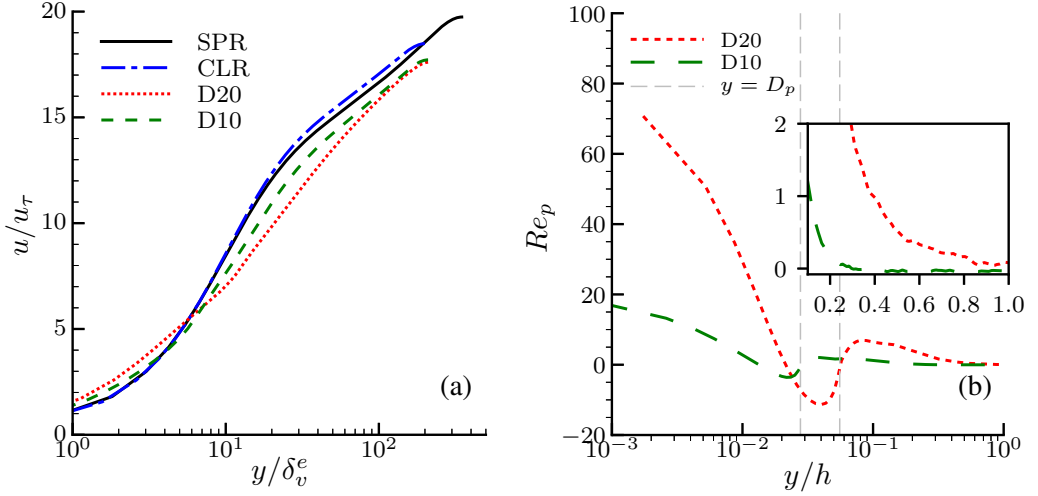 20
15
10
5
0
u/u_τ
SPR
CLR
D20
D10
(a)
10^0
10^1
10^2
y/δ_v^e
100
80
60
40
20
0
−20
Re_p
D20
D10
y = D_p
2
1
0
0.2 0.4 0.6 0.8 1.0
(b)
10^{-3}
10^{-2}
10^{-1}
10^0
y/h